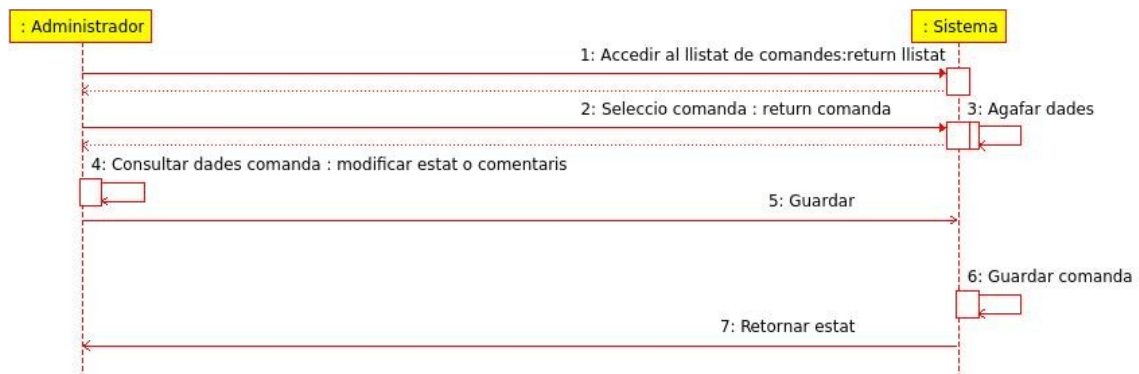 : Administrador
: Sistema
1: Accedir al llistat de comandes:return llistat
2: Seleccio comanda : return comanda
3: Agafar dades
4: Consultar dades comanda : modificar estat o comentaris
5: Guardar
6: Guardar comanda
7: Retornar estat